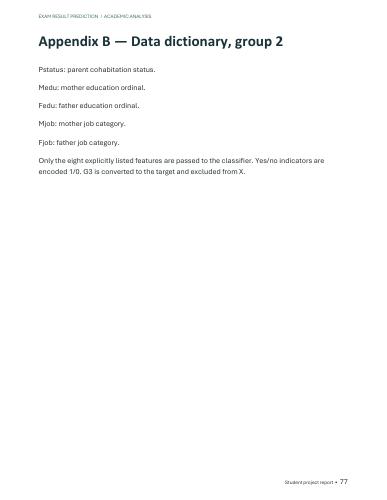 EXAM RESULT PREDICTION | ACADEMIC ANALYSIS
Appendix B — Data dictionary, group 2
Pstatus: parent cohabitation status.
Medu: mother education ordinal.
Fedu: father education ordinal.
Mjob: mother job category.
Fjob: father job category.
Only the eight explicitly listed features are passed to the classifier. Yes/no indicators are
encoded 1/0. G3 is converted to the target and excluded from X.
Student project report • 77